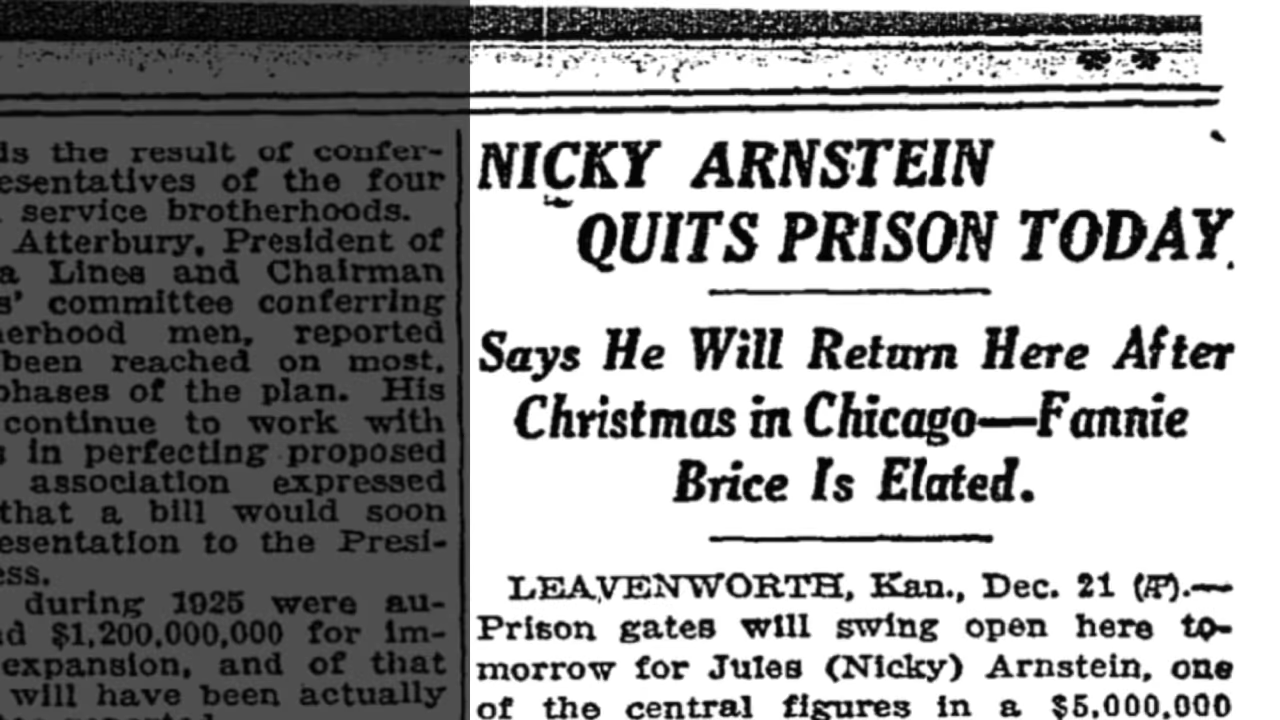 ds the result of confer-
esentatives of the four
service brotherhoods.
Atterbury, President of
a Lines and Chairman
s' committee conferring
herhood men, reported
been reached on most.
phases of the plan. His
continue to work with
s in perfecting proposed
association expressed
that a bill would soon
esentation to the Presi-
ess.
during 1925 were au-
nd $1,200,000,000 for im-
expansion, and of that
will have been actually
NICKY ARNSTEIN
QUITS PRISON TODAY
Says He Will Return Here After
Christmas in Chicago—Fannie
Brice Is Elated.
LEAVENWORTH, Kan., Dec. 21 (AP).—
Prison gates will swing open here to-
morrow for Jules (Nicky) Arnstein, one
of the central figures in a $5,000,000